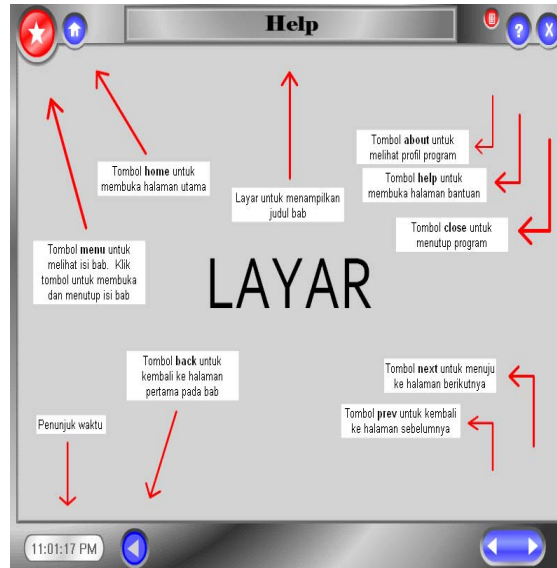 Help
?
X
Tombol about untuk
melihat profil program
Tombol home untuk
membuka halaman utama
Tombol help untuk
membuka halaman bantuan
Layar untuk menampilkan
judul bab
Tombol close untuk
menutup program
Tombol menu untuk
melihat isi bab. Klik
tombol untuk membuka
dan menutup isi bab
LAYAR
Tombol back untuk
kembali ke halaman
pertama pada bab
Tombol next untuk menuju
ke halaman berikutnya
Tombol prev untuk kembali
ke halaman sebelumnya
Penunjuk waktu
11:01:17 PM